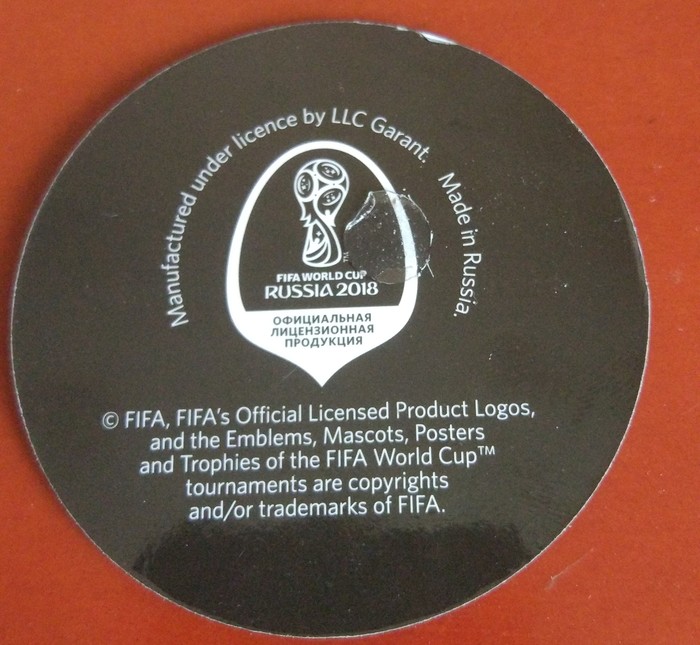 Manufactured under licence by LLC Garant. Made in Russia.
TM
FIFA WORLD CUP
RUSSIA 2018
ОФИЦИАЛЬНАЯ
ЛИЦЕНЗИОННАЯ
ПРОДУКЦИЯ
© FIFA, FIFA's Official Licensed Product Logos,
and the Emblems, Mascots, Posters
and Trophies of the FIFA World Cup™
tournaments are copyrights
and/or trademarks of FIFA.